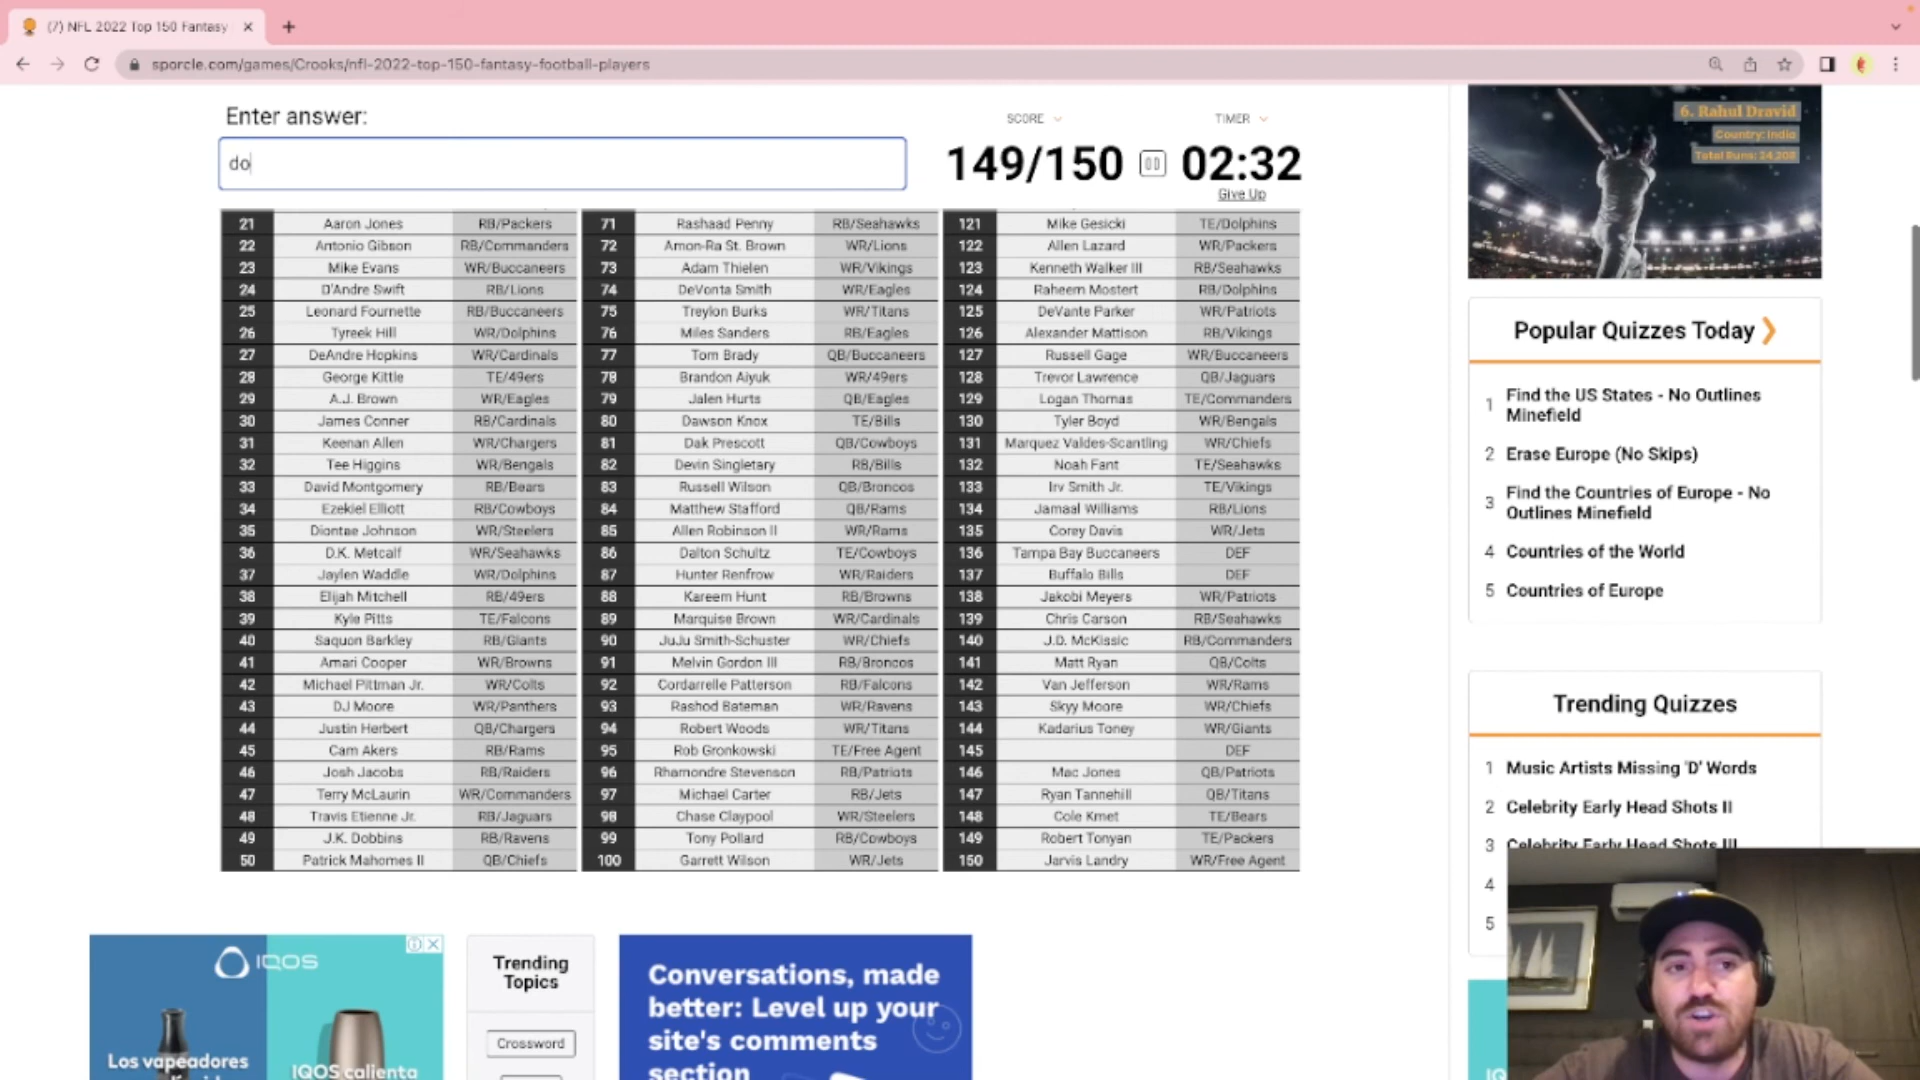 (7) NFL 2022 Top 150 Fantasy
sporcle.com/games/Crooks/nfl-2022-top-150-fantasy-football-players
Enter answer:
do
SCORE
149/150
TIMER
02:32
Give Up
21 Aaron Jones RB/Packers 71 Rashaad Penny RB/Seahawks 121 Mike Gesicki TE/Dolphins
22 Antonio Gibson RB/Commanders 72 Amon-Ra St. Brown WR/Lions 122 Allen Lazard WR/Packers
23 Mike Evans WR/Buccaneers 73 Adam Thielen WR/Vikings 123 Kenneth Walker III RB/Seahawks
24 D'Andre Swift RB/Lions 74 DeVonta Smith WR/Eagles 124 Raheem Mostert RB/Dolphins
25 Leonard Fournette RB/Buccaneers 75 Treylon Burks WR/Titans 125 DeVante Parker WR/Patriots
26 Tyreek Hill WR/Dolphins 76 Miles Sanders RB/Eagles 126 Alexander Mattison RB/Vikings
27 DeAndre Hopkins WR/Cardinals 77 Tom Brady QB/Buccaneers 127 Russell Gage WR/Buccaneers
28 George Kittle TE/49ers 78 Brandon Aiyuk WR/49ers 128 Trevor Lawrence QB/Jaguars
29 A.J. Brown WR/Eagles 79 Jalen Hurts QB/Eagles 129 Logan Thomas TE/Commanders
30 James Conner RB/Cardinals 80 Dawson Knox TE/Bills 130 Tyler Boyd WR/Bengals
31 Keenan Allen WR/Chargers 81 Dak Prescott QB/Cowboys 131 Marquez Valdes-Scantling WR/Chiefs
32 Tee Higgins WR/Bengals 82 Devin Singletary RB/Bills 132 Noah Fant TE/Seahawks
33 David Montgomery RB/Bears 83 Russell Wilson QB/Broncos 133 Irv Smith Jr. TE/Vikings
34 Ezekiel Elliott RB/Cowboys 84 Matthew Stafford QB/Rams 134 Jamaal Williams RB/Lions
35 Diontae Johnson WR/Steelers 85 Allen Robinson II WR/Rams 135 Corey Davis WR/Jets
36 D.K. Metcalf WR/Seahawks 86 Dalton Schultz TE/Cowboys 136 Tampa Bay Buccaneers DEF
37 Jaylen Waddle WR/Dolphins 87 Hunter Renfrow WR/Raiders 137 Buffalo Bills DEF
38 Elijah Mitchell RB/49ers 88 Kareem Hunt RB/Browns 138 Jakobi Meyers WR/Patriots
39 Kyle Pitts TE/Falcons 89 Marquise Brown WR/Cardinals 139 Chris Carson RB/Seahawks
40 Saquon Barkley RB/Giants 90 JuJu Smith-Schuster WR/Chiefs 140 J.D. McKissic RB/Commanders
41 Amari Cooper WR/Browns 91 Melvin Gordon III RB/Broncos 141 Matt Ryan QB/Colts
42 Michael Pittman Jr. WR/Colts 92 Cordarrelle Patterson RB/Falcons 142 Van Jefferson WR/Rams
43 DJ Moore WR/Panthers 93 Rashod Bateman WR/Ravens 143 Skyy Moore WR/Chiefs
44 Justin Herbert QB/Chargers 94 Robert Woods WR/Titans 144 Kadarius Toney WR/Giants
45 Cam Akers RB/Rams 95 Rob Gronkowski TE/Free Agent 145 DEF
46 Josh Jacobs RB/Raiders 96 Rhamondre Stevenson RB/Patriots 146 Mac Jones QB/Patriots
47 Terry McLaurin WR/Commanders 97 Michael Carter RB/Jets 147 Ryan Tannehill QB/Titans
48 Travis Etienne Jr. RB/Jaguars 98 Chase Claypool WR/Steelers 148 Cole Kmet TE/Bears
49 J.K. Dobbins RB/Ravens 99 Tony Pollard RB/Cowboys 149 Robert Tonyan TE/Packers
50 Patrick Mahomes II QB/Chiefs 100 Garrett Wilson WR/Jets 150 Jarvis Landry WR/Free Agent
6. Rahul Dravid
Country: India
Total Runs: 24,208
Popular Quizzes Today
1 Find the US States - No Outlines
Minefield
2 Erase Europe (No Skips)
3 Find the Countries of Europe - No
Outlines Minefield
4 Countries of the World
5 Countries of Europe
Trending Quizzes
1 Music Artists Missing 'D' Words
2 Celebrity Early Head Shots II
3 Celebrity Early Head Shots III
4
5
IQOS
Los vapeadores
IQOS calienta
Trending
Topics
Crossword
Conversations, made
better: Level up your
site's comments
section
IQ